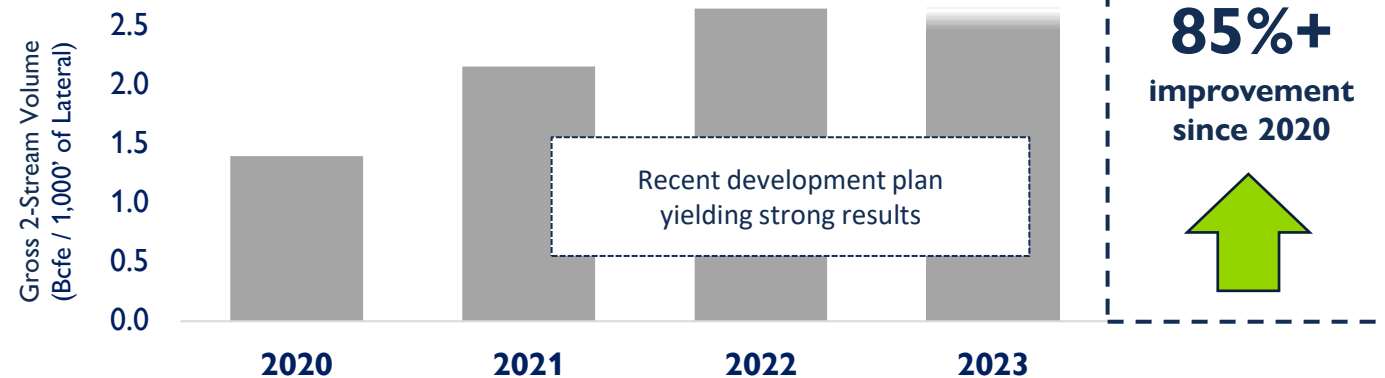 Gross 2-Stream Volume
(Bcfe / 1,000’ of Lateral)
2.5
2.0
1.5
1.0
0.5
0.0
Recent development plan
yielding strong results
2020
2021
2022
2023
85%+
improvement
since 2020